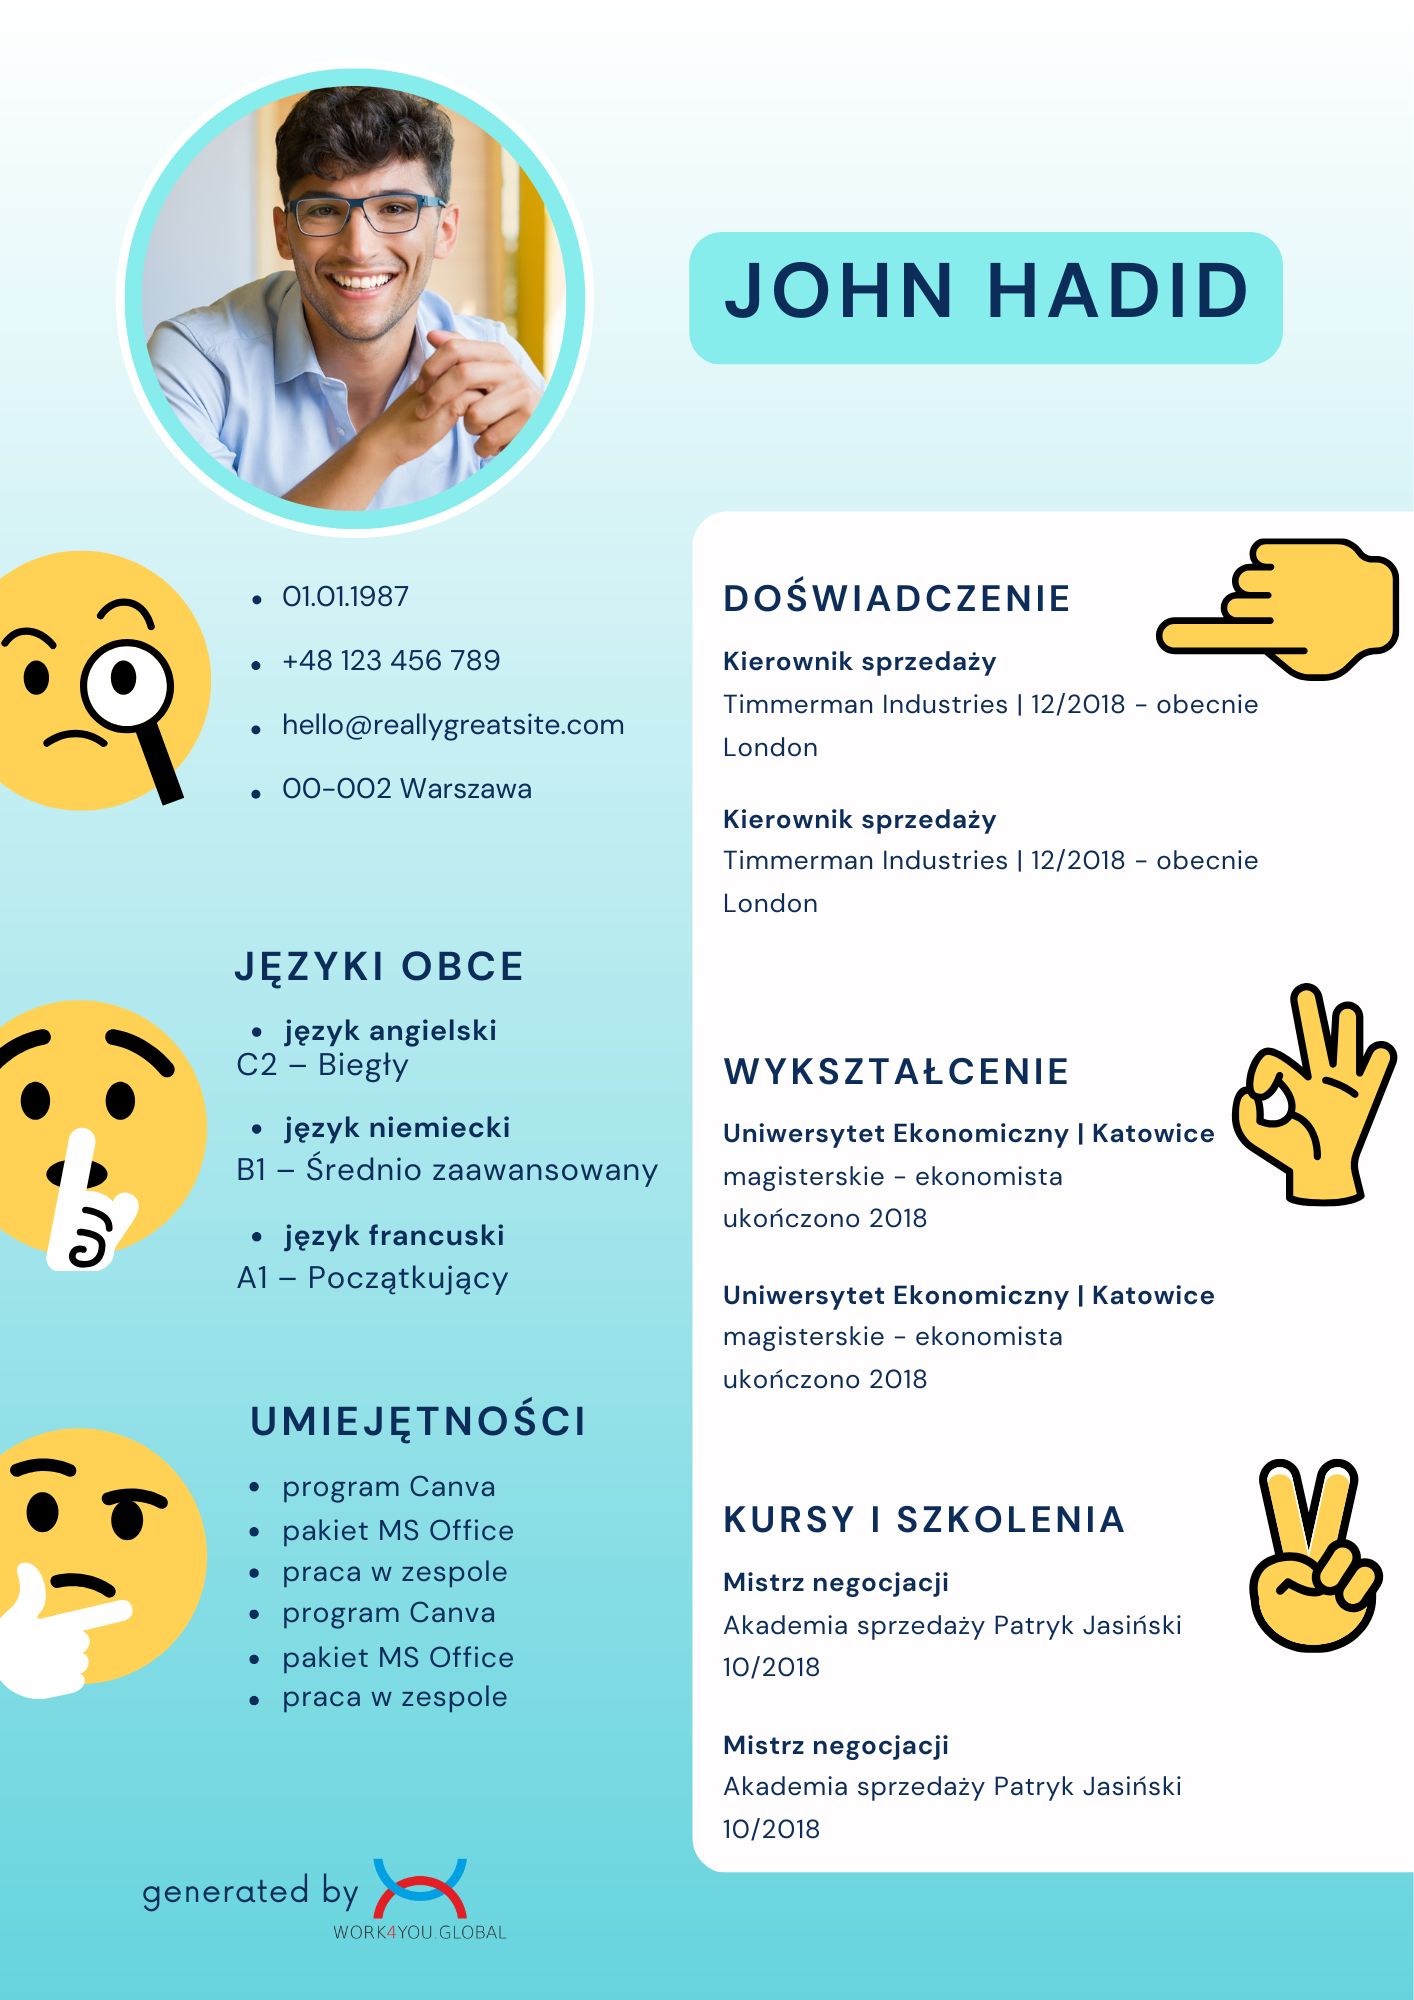 JOHN HADID
01.01.1987
+48 123 456 789
hello@reallygreatsite.com
00-002 Warszawa
JĘZYKI OBCE
język angielski
C2 – Biegły
język niemiecki
B1 – Średnio zaawansowany
język francuski
A1 – Początkujący
UMIEJĘTNOŚCI
program Canva
pakiet MS Office
praca w zespole
program Canva
pakiet MS Office
praca w zespole
generated by
WORK4YOU.GLOBAL
DOŚWIADCZENIE
Kierownik sprzedaży
Timmerman Industries | 12/2018 - obecnie
London
Kierownik sprzedaży
Timmerman Industries | 12/2018 - obecnie
London
WYKSZTAŁCENIE
Uniwersytet Ekonomiczny | Katowice
magisterskie - ekonomista
ukończono 2018
Uniwersytet Ekonomiczny | Katowice
magisterskie - ekonomista
ukończono 2018
KURSY I SZKOLENIA
Mistrz negocjacji
Akademia sprzedaży Patryk Jasiński
10/2018
Mistrz negocjacji
Akademia sprzedaży Patryk Jasiński
10/2018